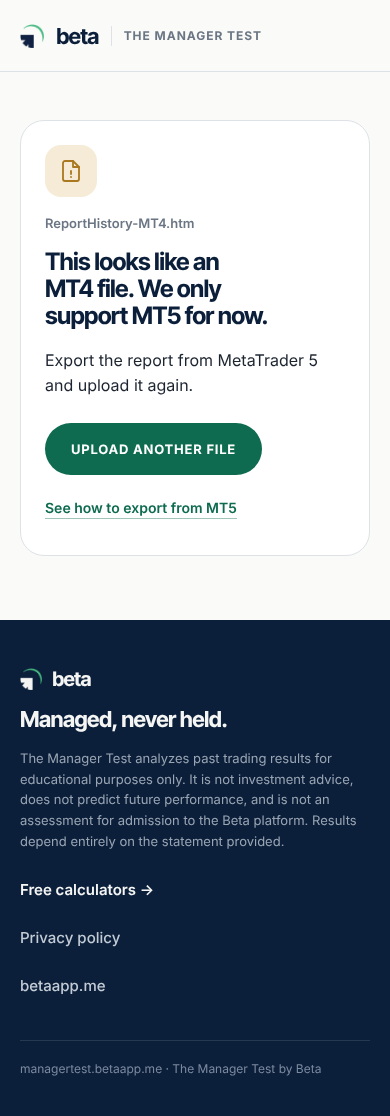 beta
THE MANAGER TEST
ReportHistory-MT4.htm
This looks like an
MT4 file. We only
support MT5 for now.
Export the report from MetaTrader 5
and upload it again.
UPLOAD ANOTHER FILE
See how to export from MT5
beta
Managed, never held.
The Manager Test analyzes past trading results for
educational purposes only. It is not investment advice,
does not predict future performance, and is not an
assessment for admission to the Beta platform. Results
depend entirely on the statement provided.
Free calculators →
Privacy policy
betaapp.me
managertest.betaapp.me · The Manager Test by Beta